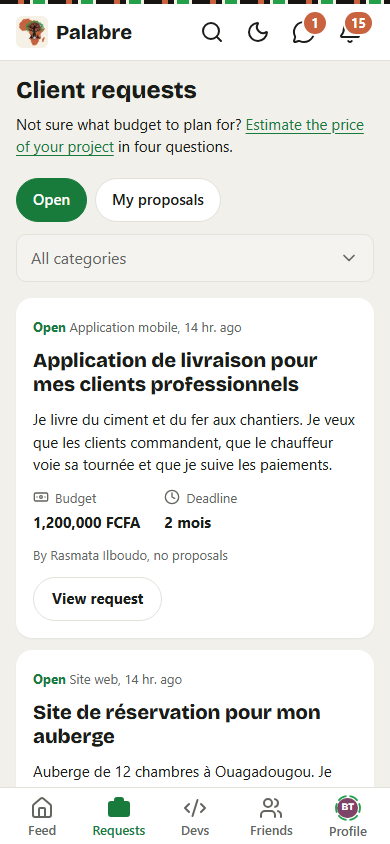 Palabre
1
15
Client requests
Not sure what budget to plan for? Estimate the price
of your project in four questions.
Open
My proposals
All categories
Open Application mobile, 14 hr. ago
Application de livraison pour
mes clients professionnels
Je livre du ciment et du fer aux chantiers. Je veux
que les clients commandent, que le chauffeur
voie sa tournée et que je suive les paiements.
Budget
Deadline
1,200,000 FCFA
2 mois
By Rasmata Ilboudo, no proposals
View request
Open Site web, 14 hr. ago
Site de réservation pour mon
auberge
Auberge de 12 chambres à Ouagadougou. Je
BT
Feed
Requests
Devs
Friends
Profile